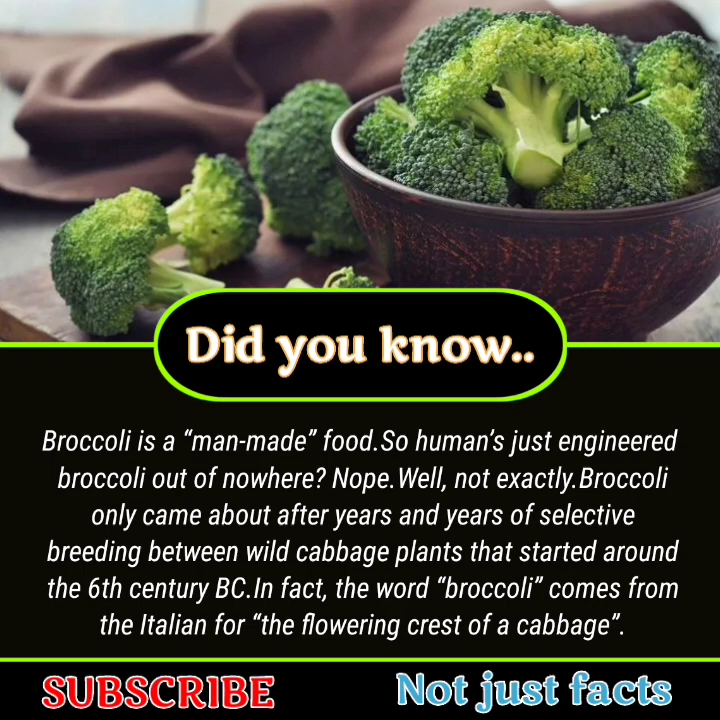 Did you know..
Broccoli is a “man-made” food.So human’s just engineered
broccoli out of nowhere? Nope.Well, not exactly.Broccoli
only came about after years and years of selective
breeding between wild cabbage plants that started around
the 6th century BC.In fact, the word “broccoli” comes from
the Italian for “the flowering crest of a cabbage”.
SUBSCRIBE
Not just facts